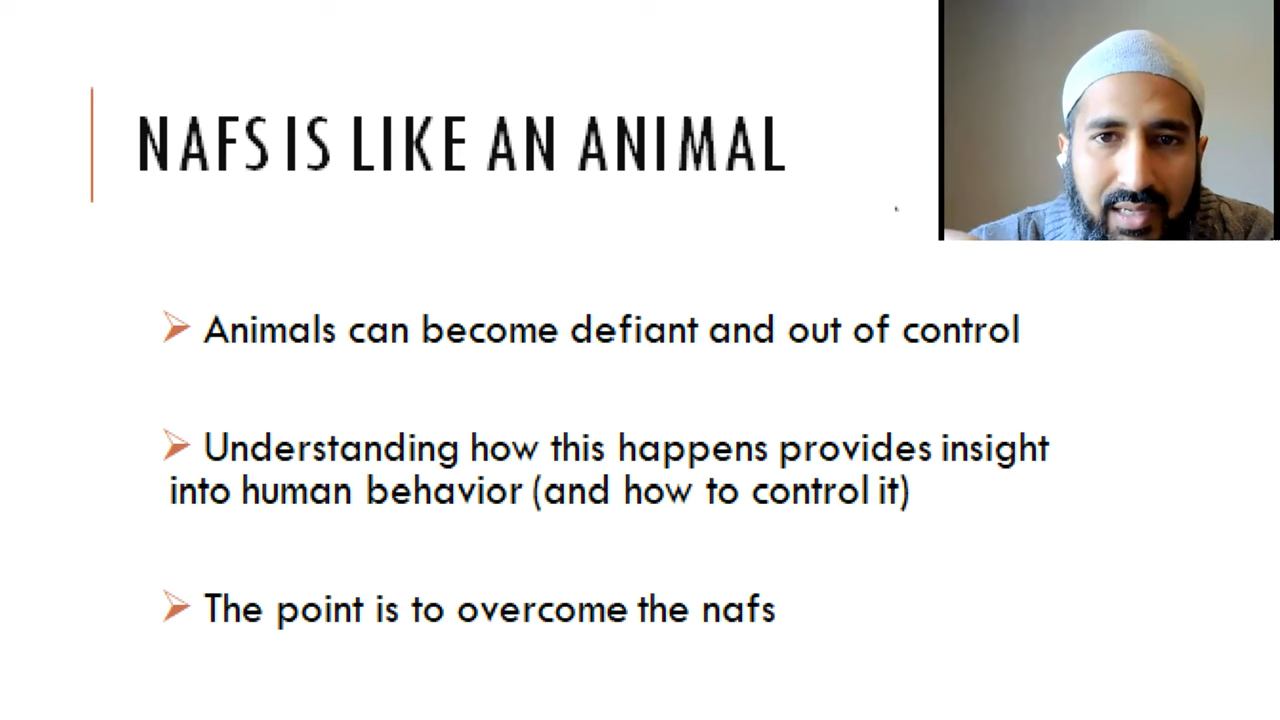 NAFS IS LIKE AN ANIMAL
Animals can become defiant and out of control
Understanding how this happens provides insight
into human behavior (and how to control it)
The point is to overcome the nafs